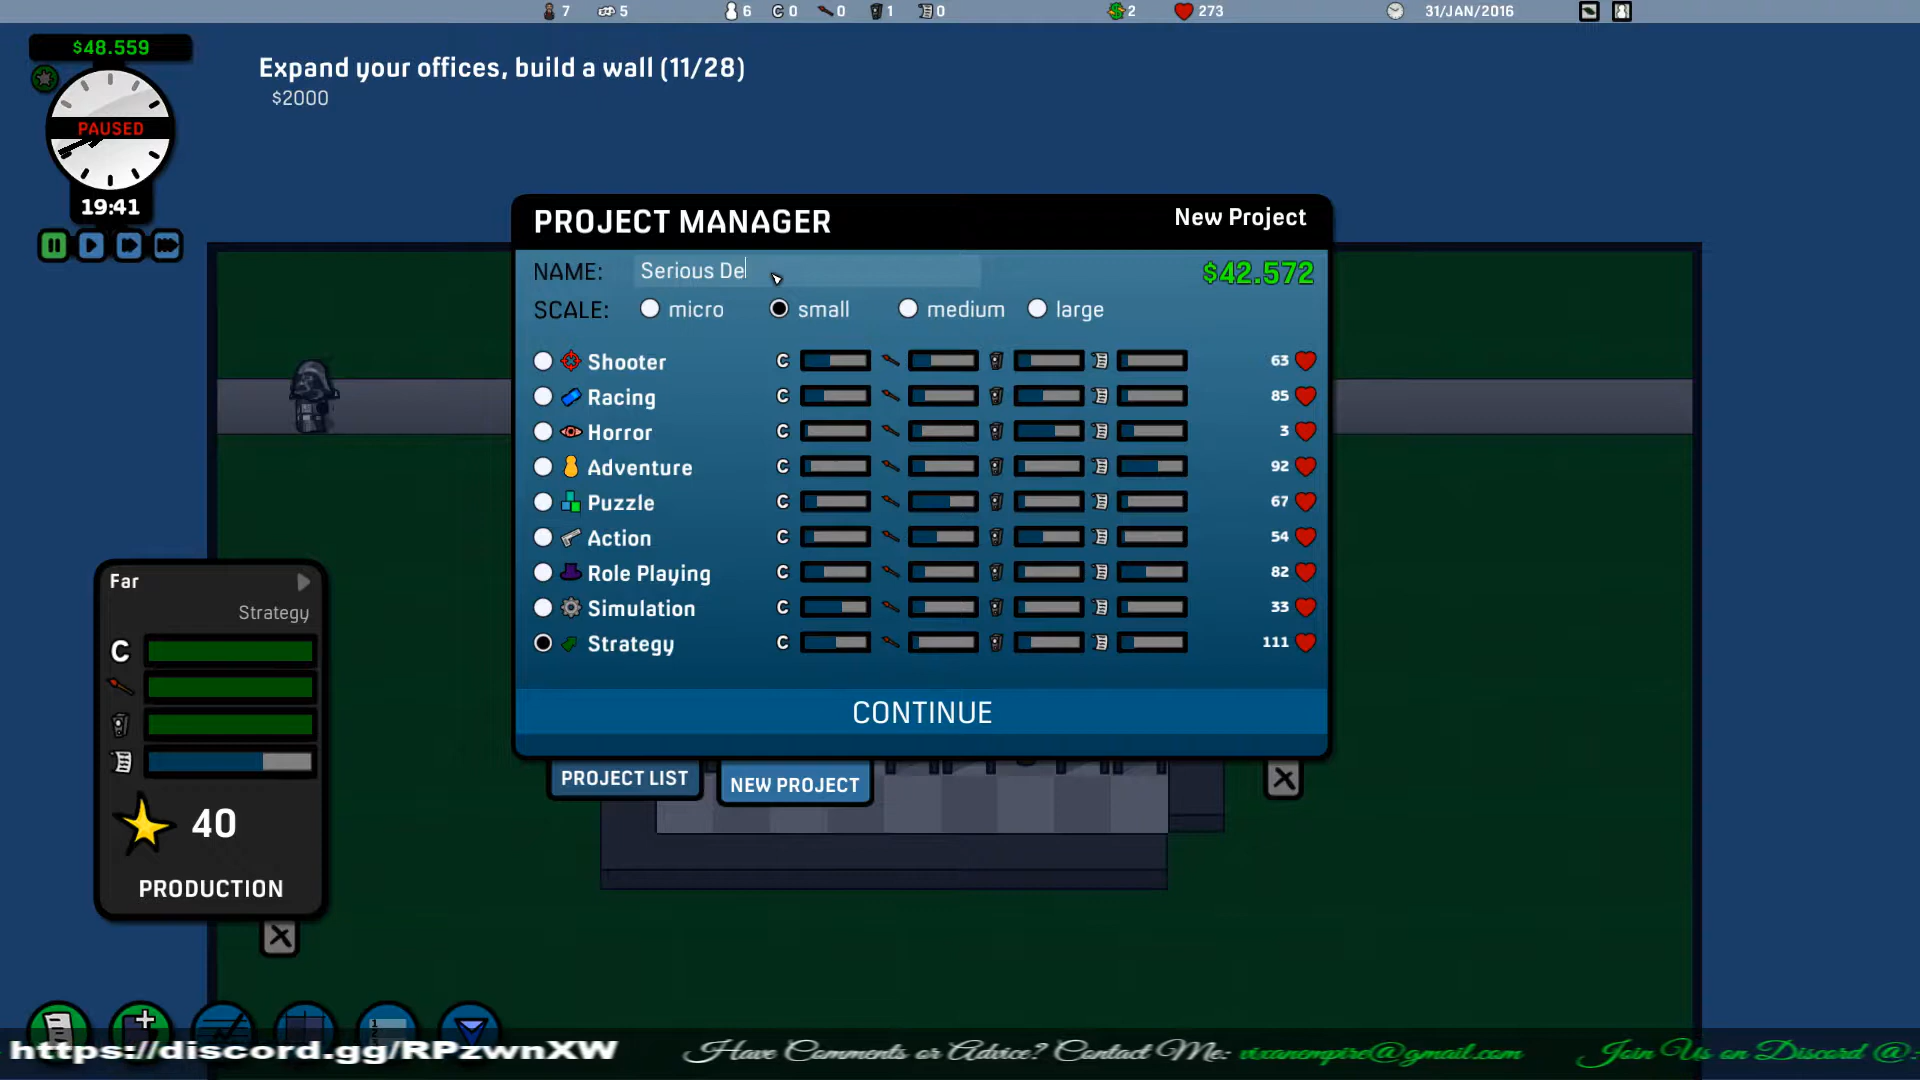 7 5 6 C 0 0 1 0 2 273 31/JAN/2016
$48.559
PAUSED
19:41
Expand your offices, build a wall (11/28)
$2000
PROJECT MANAGER
New Project
NAME: Serious De
$42.572
SCALE: micro small medium large
Shooter C 63
Racing C 85
Horror C 3
Adventure C 92
Puzzle C 67
Action C 54
Role Playing C 82
Simulation C 33
Strategy C 111
CONTINUE
PROJECT LIST
NEW PROJECT
Far
Strategy
C
40
PRODUCTION
https://discord.gg/RPzwnXW
Have Comments or Advice? Contact Me: vixanempire@gmail.com
Join Us on Discord @: